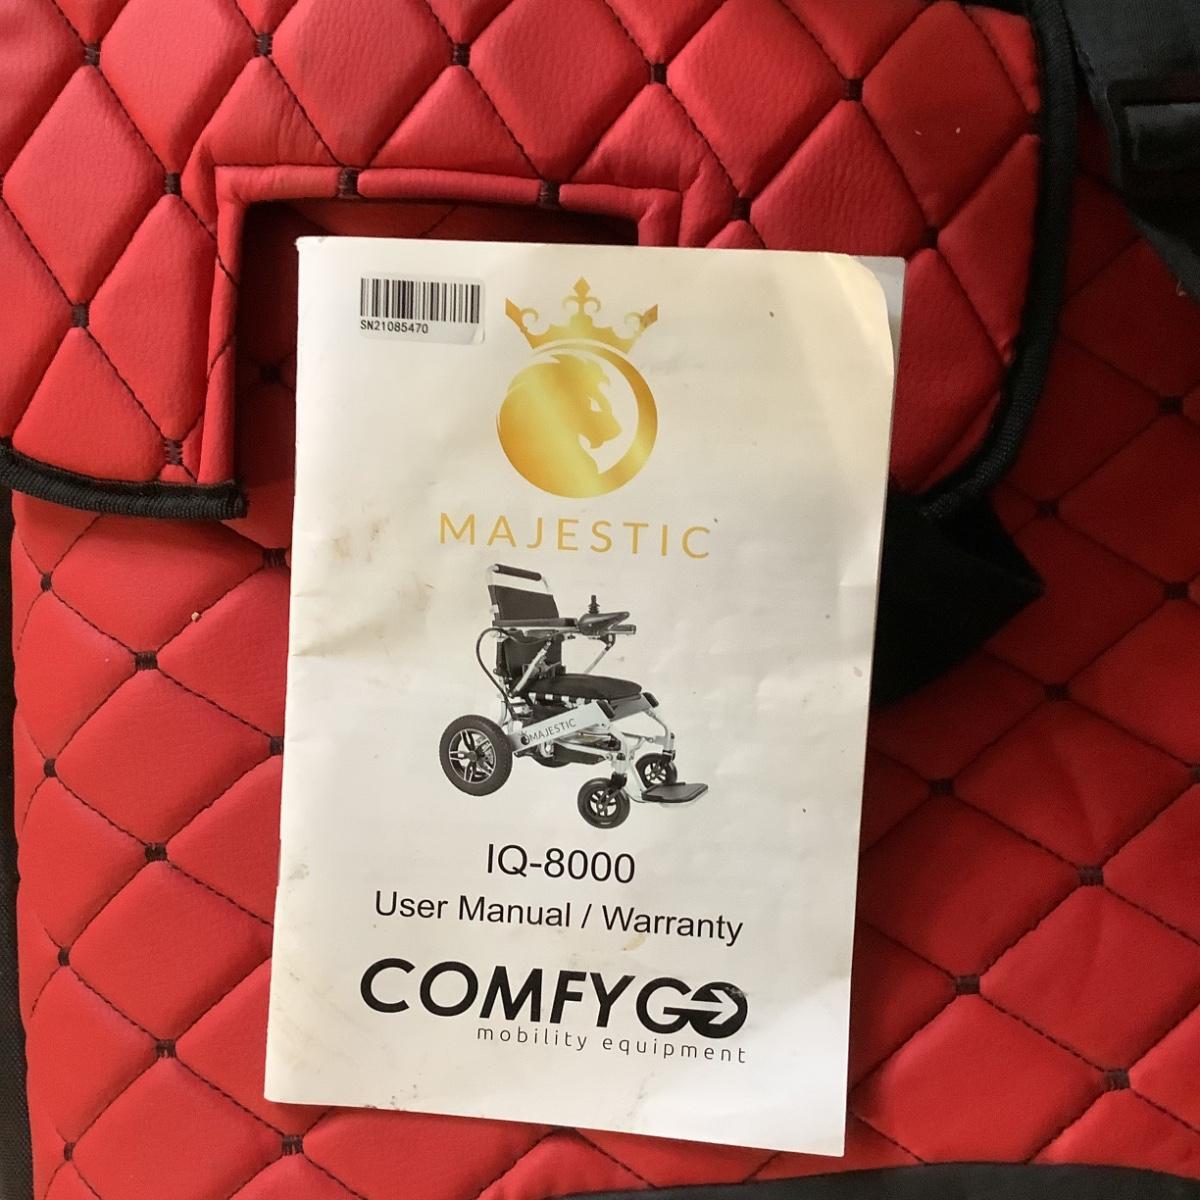 SN21085470
MAJESTIC
MAJESTIC
IQ-8000
User Manual / Warranty
COMFYGO
mobility equipment